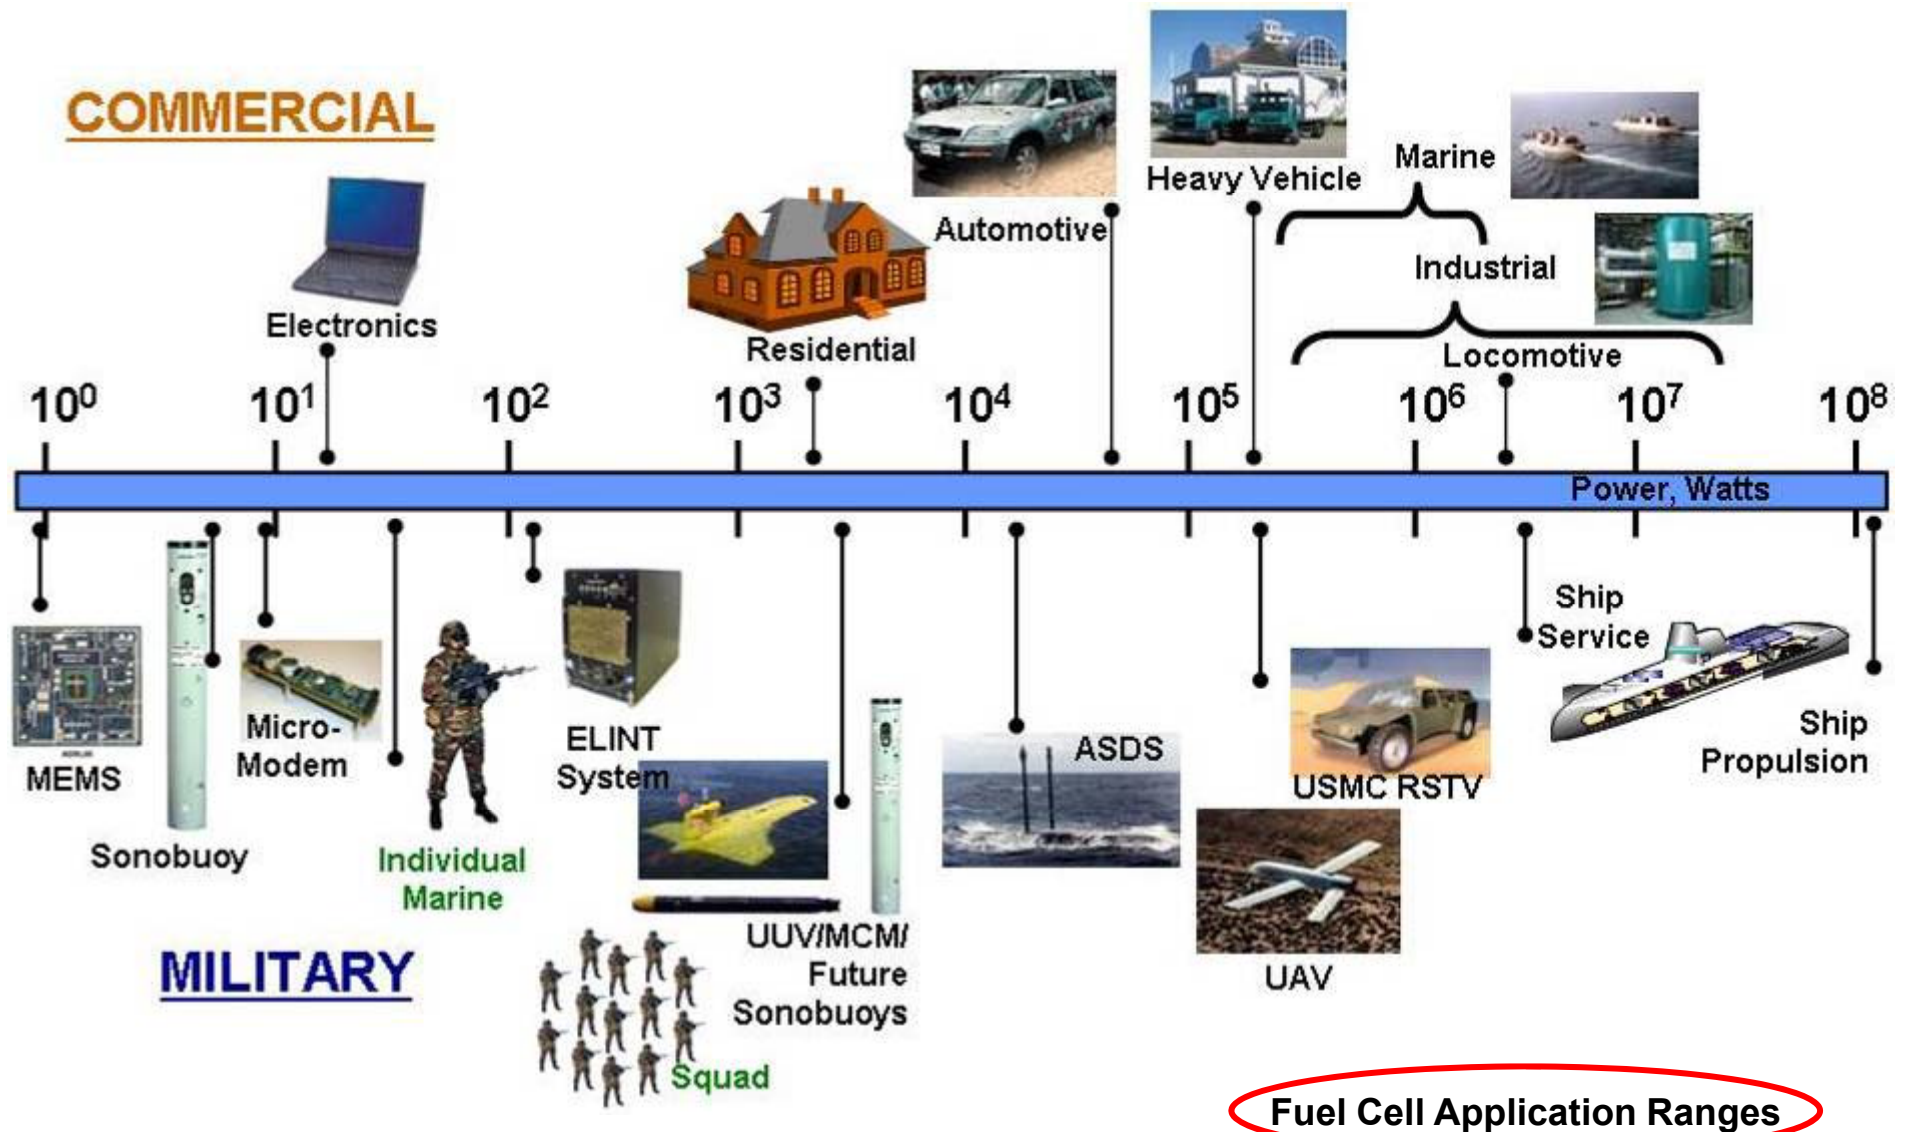 COMMERCIAL
Electronics
Residential
Automotive
Heavy Vehicle
Marine
Industrial
Locomotive
10⁰ 10¹ 10² 10³ 10⁴ 10⁵ 10⁶ 10⁷ 10⁸
Power, Watts
MEMS
Sonobuoy
Micro-
Modem
Individual
Marine
ELINT
System
UUV/MCM/
Future
Sonobuoys
Squad
ASDS
USMC RSTV
UAV
Ship
Service
Ship
Propulsion
MILITARY
Fuel Cell Application Ranges